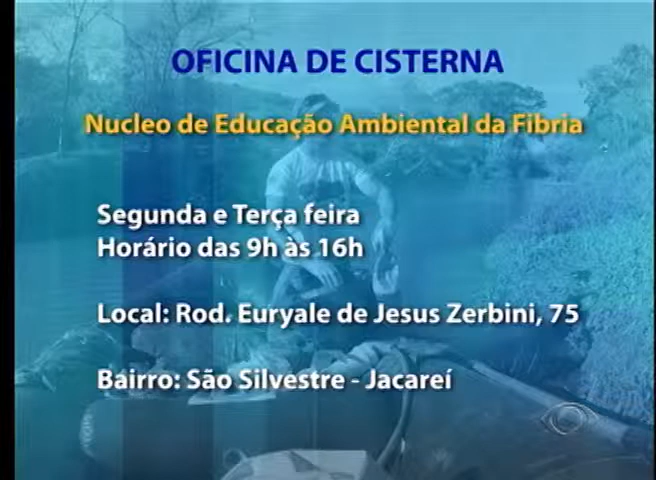 OFICINA DE CISTERNA
Nucleo de Educação Ambiental da Fibria
Segunda e Terça feira
Horário das 9h às 16h
Local: Rod. Euryale de Jesus Zerbini, 75
Bairro: São Silvestre - Jacareí